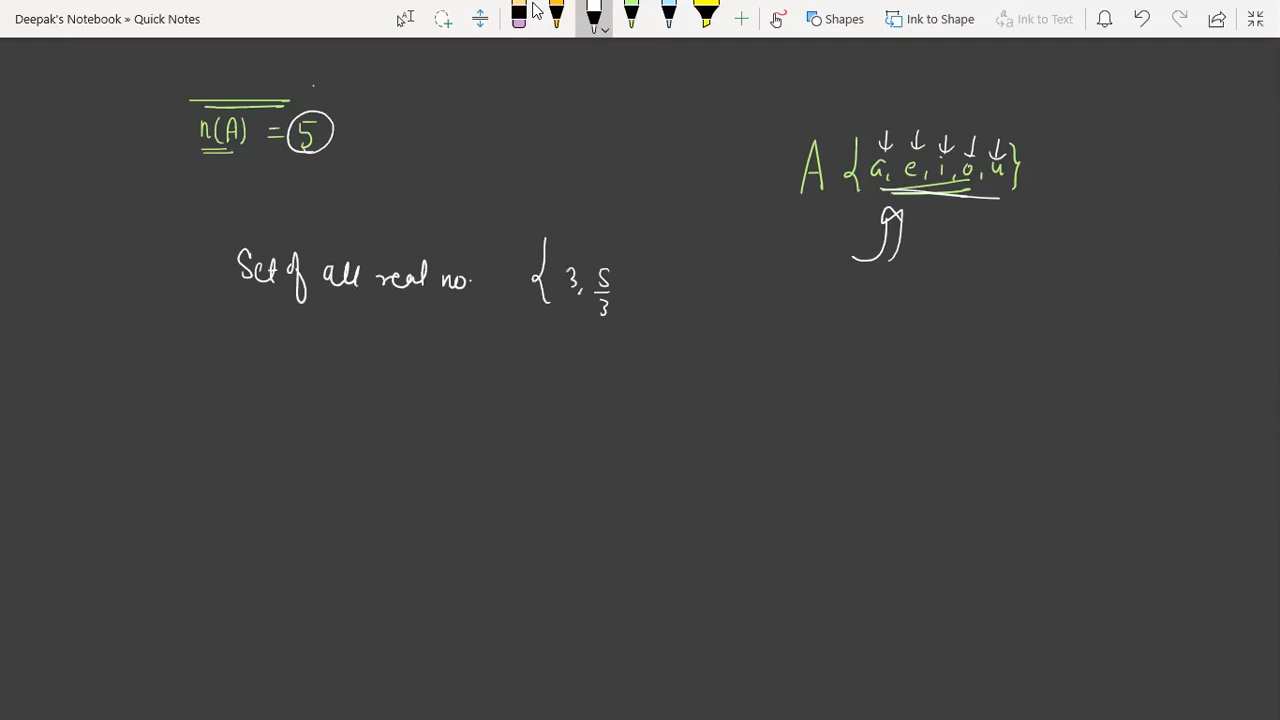 Deepak's Notebook » Quick Notes
Shapes
Ink to Shape
Ink to Text
n(A) = 5
A { a, e, i, o, u }
Set of all real no. { 3, 5/3